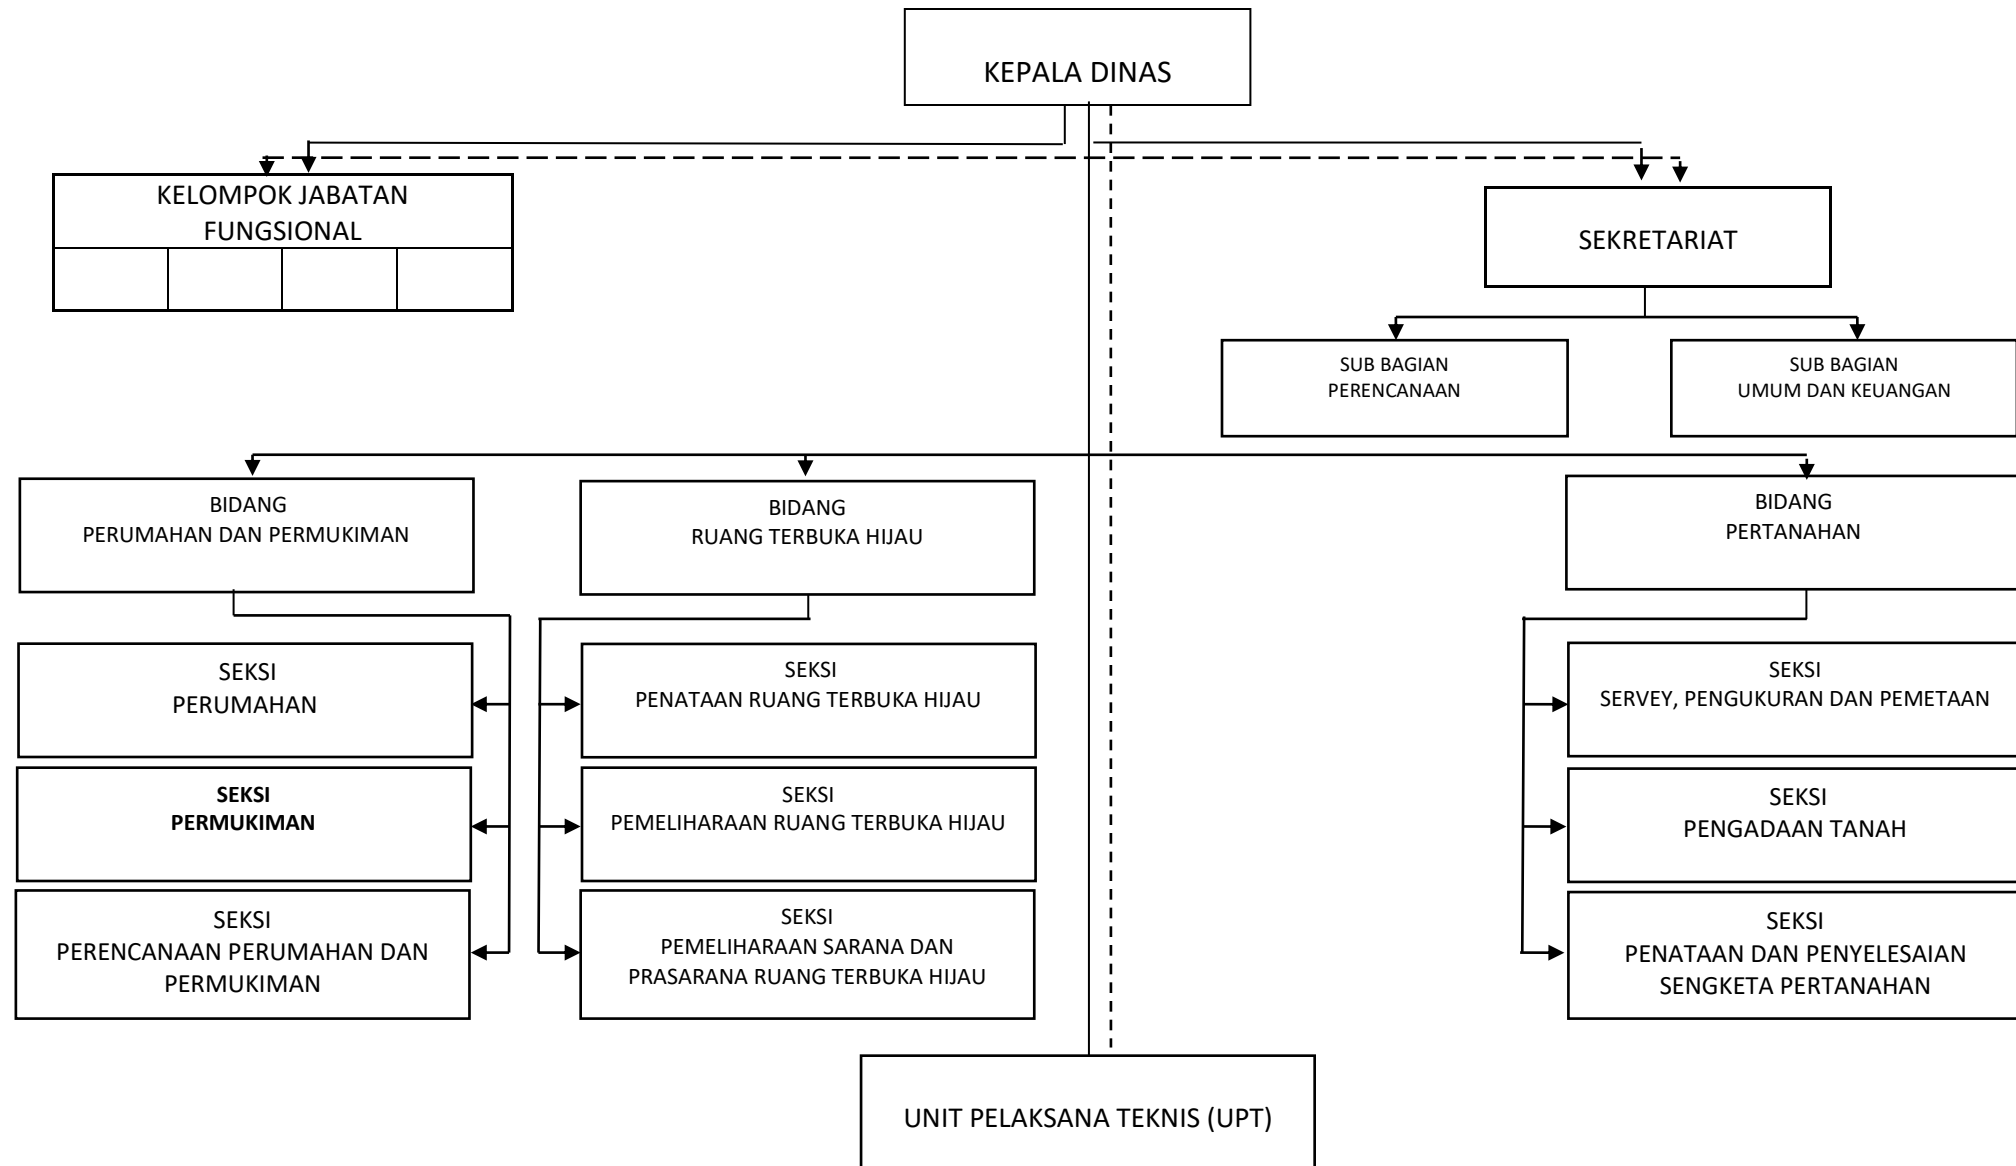 KEPALA DINAS
KELOMPOK JABATAN
FUNGSIONAL
SEKRETARIAT
SUB BAGIAN
PERENCANAAN
SUB BAGIAN
UMUM DAN KEUANGAN
BIDANG
PERUMAHAN DAN PERMUKIMAN
BIDANG
RUANG TERBUKA HIJAU
BIDANG
PERTANAHAN
SEKSI
PERUMAHAN
SEKSI
PENATAAN RUANG TERBUKA HIJAU
SEKSI
SERVEY, PENGUKURAN DAN PEMETAAN
SEKSI
PERMUKIMAN
SEKSI
PEMELIHARAAN RUANG TERBUKA HIJAU
SEKSI
PENGADAAN TANAH
SEKSI
PERENCANAAN PERUMAHAN DAN
PERMUKIMAN
SEKSI
PEMELIHARAAN SARANA DAN
PRASARANA RUANG TERBUKA HIJAU
SEKSI
PENATAAN DAN PENYELESAIAN
SENGKETA PERTANAHAN
UNIT PELAKSANA TEKNIS (UPT)